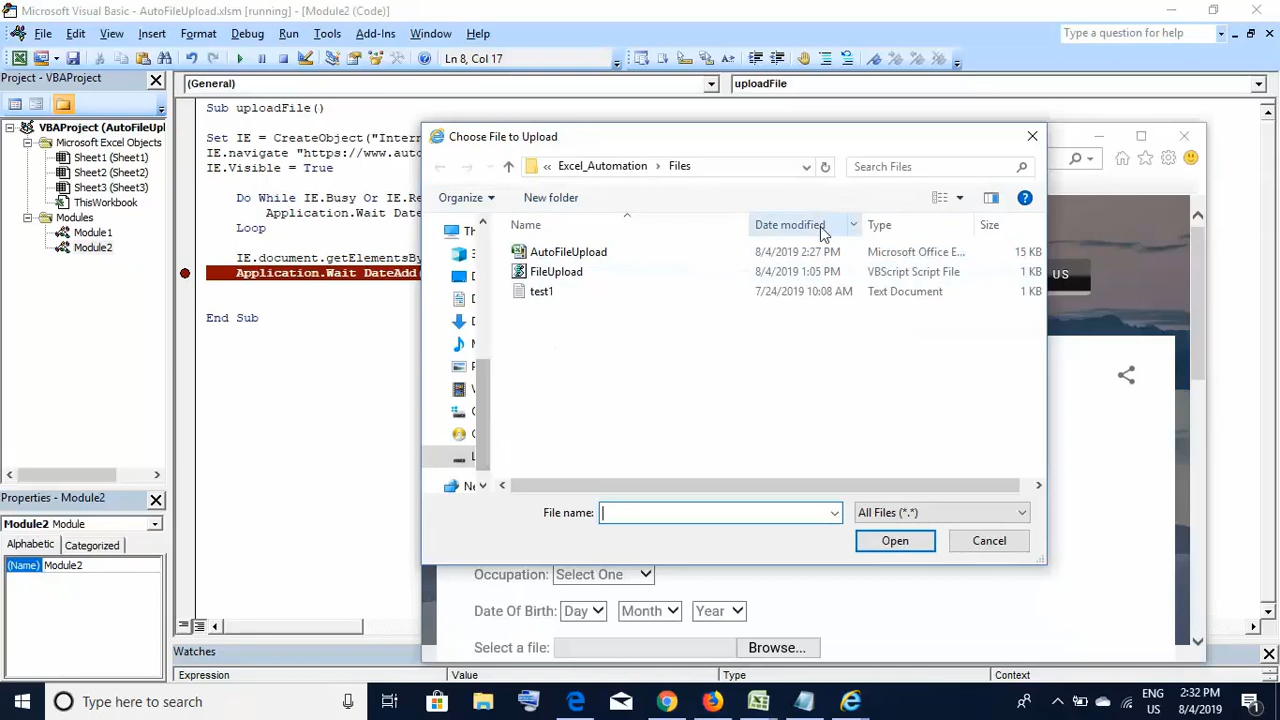 Microsoft Visual Basic - AutoFileUpload.xlsm [running] - [Module2 (Code)]
File Edit View Insert Format Debug Run Tools Add-Ins Window Help
Type a question for help
Ln 8, Col 17
Project - VBAProject
(General)
uploadFile
VBAProject (AutoFileUpl
Microsoft Excel Objects
Sheet1 (Sheet1)
Sheet2 (Sheet2)
Sheet3 (Sheet3)
ThisWorkbook
Modules
Module1
Module2
Sub uploadFile()
Set IE = CreateObject("Intern
IE.navigate "https://www.auto
IE.Visible = True
Do While IE.Busy Or IE.Re
Application.Wait Date
Loop
IE.document.getElementsBy
Application.Wait DateAdd(
End Sub
Choose File to Upload
« Excel_Automation > Files
Search Files
Organize
New folder
Name
Date modified
Type
Size
AutoFileUpload 8/4/2019 2:27 PM Microsoft Office E... 15 KB
FileUpload 8/4/2019 1:05 PM VBScript Script File 1 KB
test1 7/24/2019 10:08 AM Text Document 1 KB
Th
Ne
File name:
All Files (*.*)
Open
Cancel
US
Occupation: Select One
Date Of Birth: Day Month Year
Select a file: Browse...
Properties - Module2
Module2 Module
Alphabetic Categorized
(Name) Module2
Watches
Expression Value Type Context
Type here to search
ENG
US
2:32 PM
8/4/2019
1